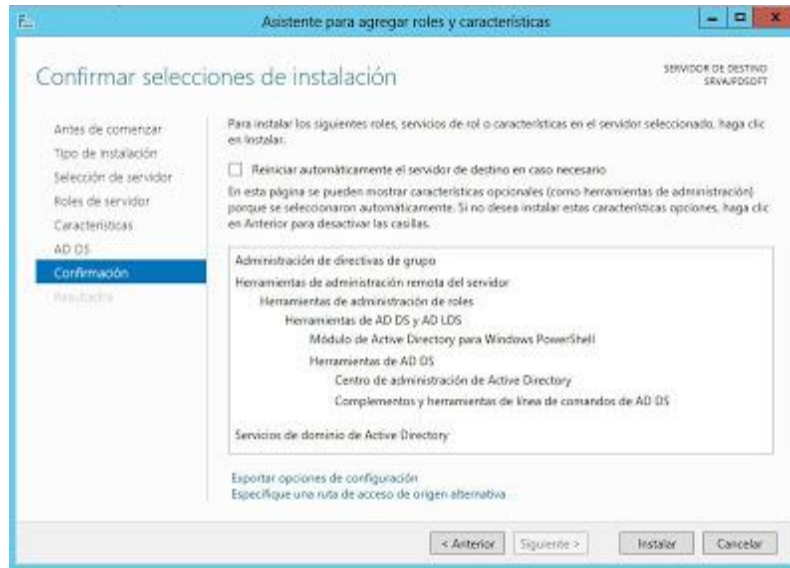 Asistente para agregar roles y características
Confirmar selecciones de instalación
SERVIDOR DE DESTINO
SRVAJPDSOFT
Antes de comenzar
Tipo de instalación
Selección de servidor
Roles de servidor
Características
AD DS
Confirmación
Resultados
Para instalar los siguientes roles, servicios de rol o características en el servidor seleccionado, haga clic
en Instalar.
Reiniciar automáticamente el servidor de destino en caso necesario
En esta página se pueden mostrar características opcionales (como herramientas de administración)
porque se seleccionaron automáticamente. Si no desea instalar estas características opciones, haga clic
en Anterior para desactivar las casillas.
Administración de directivas de grupo
Herramientas de administración remota del servidor
Herramientas de administración de roles
Herramientas de AD DS y AD LDS
Módulo de Active Directory para Windows PowerShell
Herramientas de AD DS
Centro de administración de Active Directory
Complementos y herramientas de línea de comandos de AD DS
Servicios de dominio de Active Directory
Exportar opciones de configuración
Especifique una ruta de acceso de origen alternativa
< Anterior
Siguiente >
Instalar
Cancelar